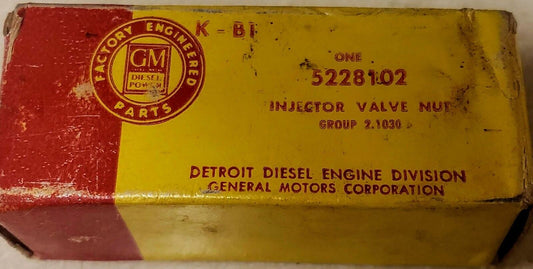 FACTORY ENGINEERED
PARTS
GM
DIESEL
POWER
K-B1
ONE
5228102
INJECTOR VALVE NUT
GROUP 2.1030
DETROIT DIESEL ENGINE DIVISION
GENERAL MOTORS CORPORATION